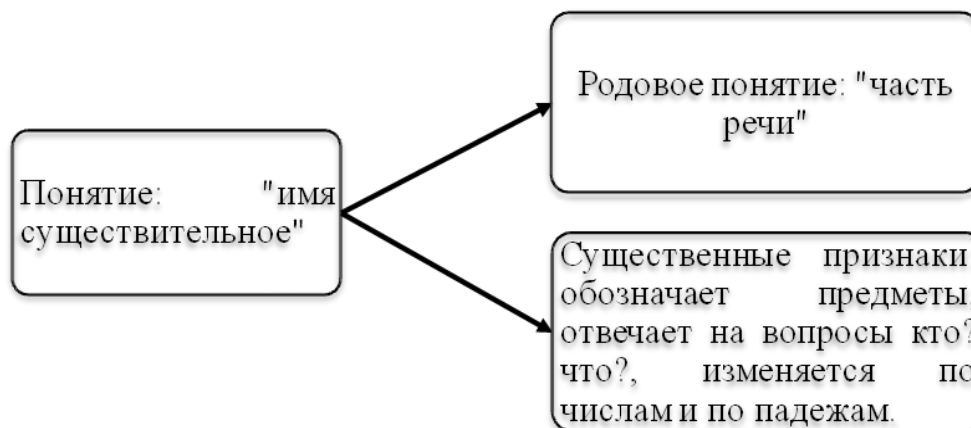 Понятие: "имя
существительное"
Родовое понятие: "часть
речи"
Существенные признаки
обозначает предметы,
отвечает на вопросы кто?
что?, изменяется по
числам и по падежам.